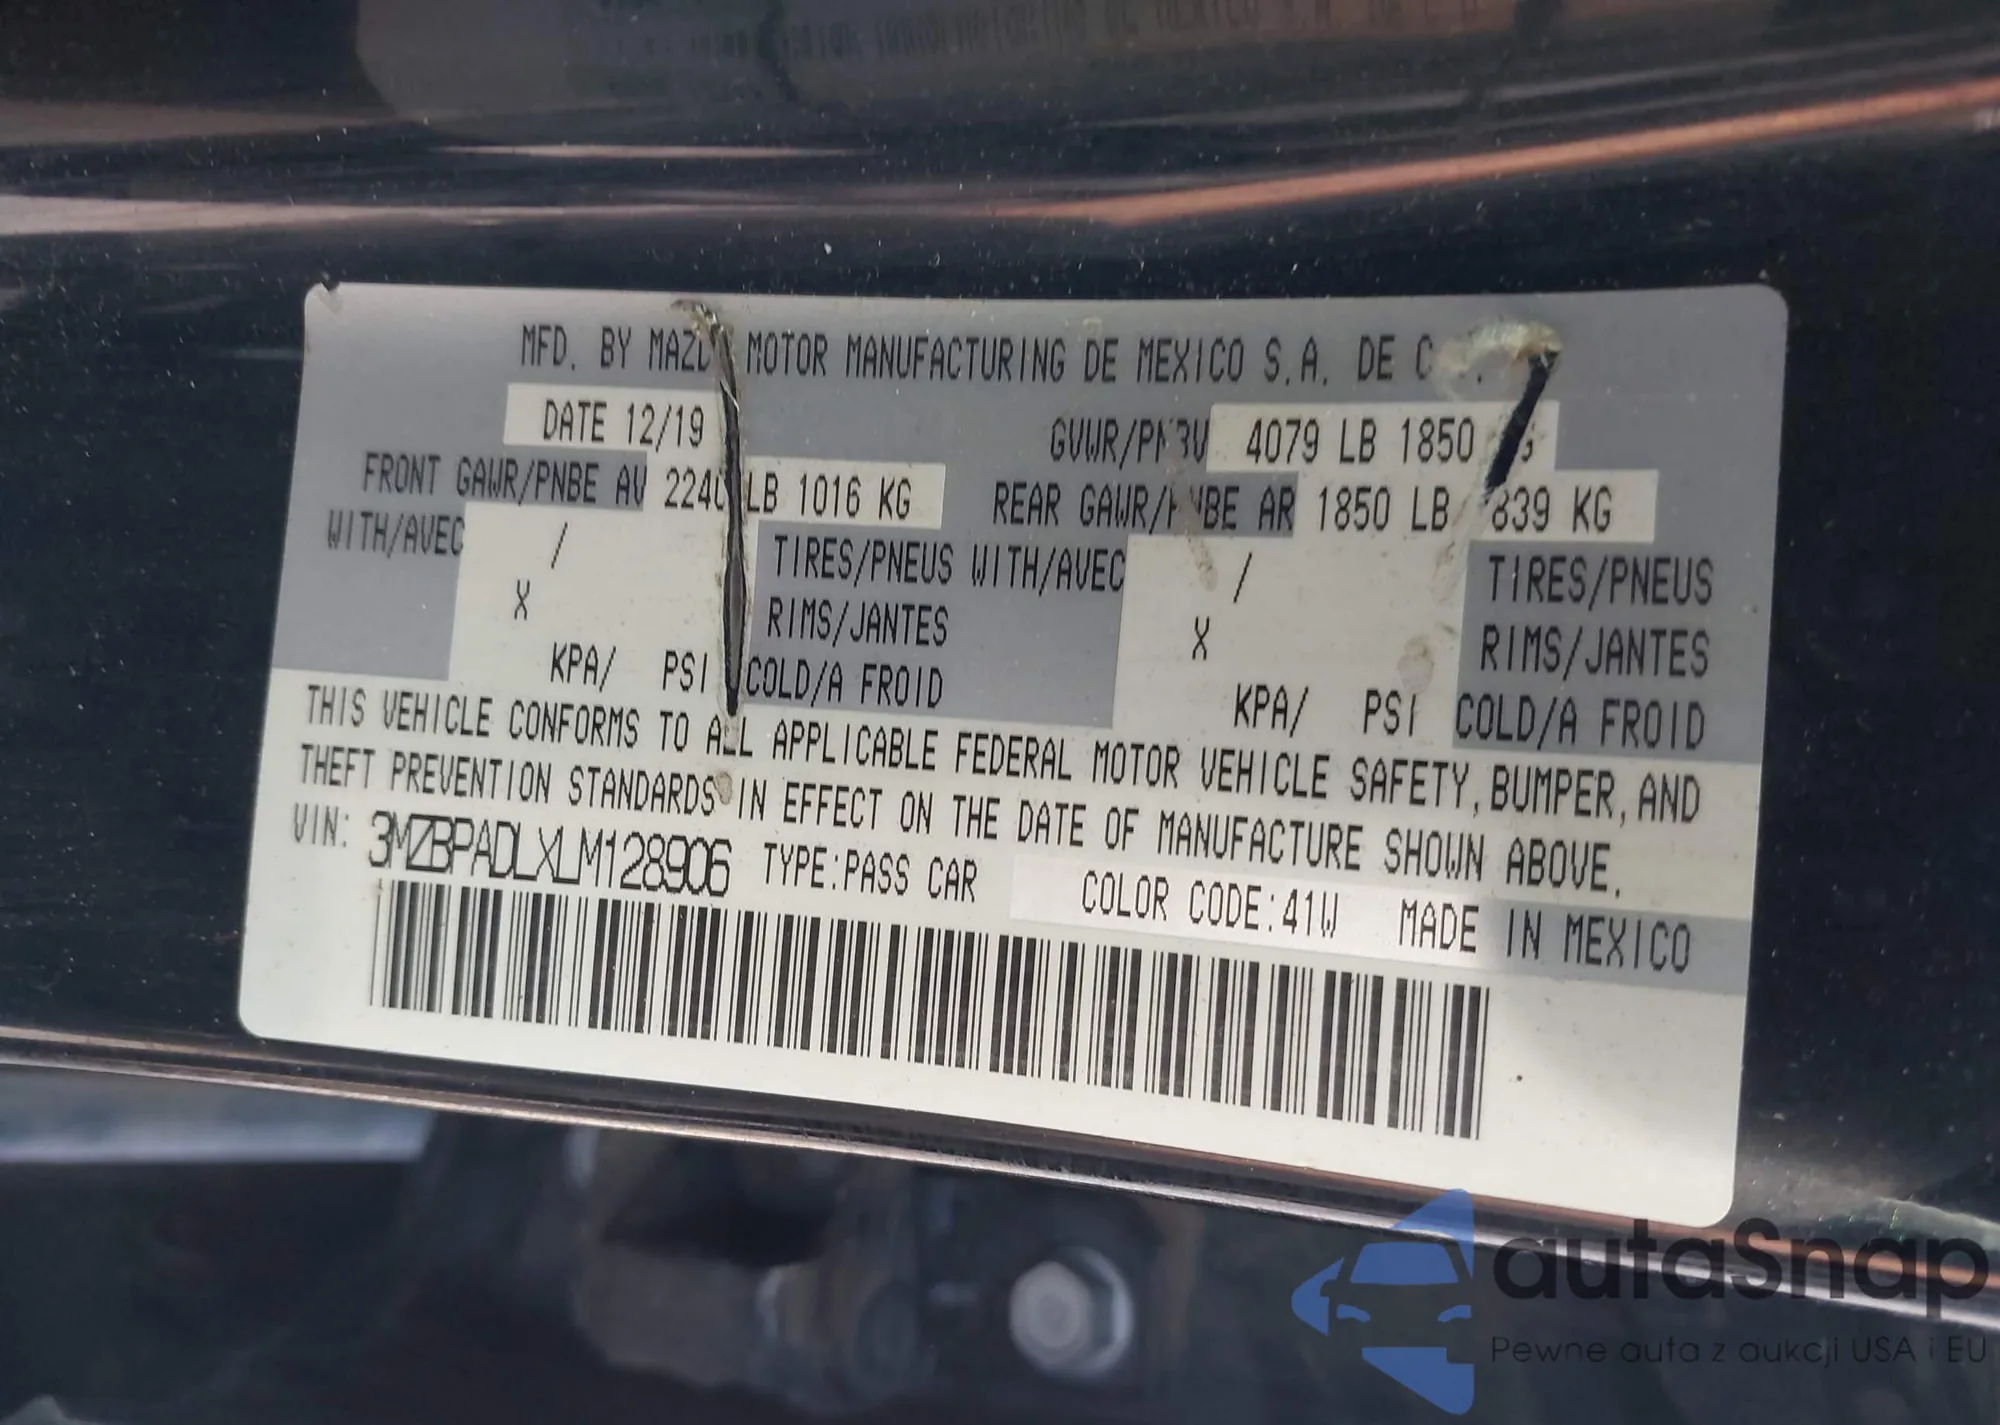 MFD. BY MAZDA MOTOR MANUFACTURING DE MEXICO S.A. DE C.V.
DATE 12/19 GVWR/PNBV 4079 LB 1850 KG
FRONT GAWR/PNBE AV 2240 LB 1016 KG REAR GAWR/PNBE AR 1850 LB 839 KG
WITH/AVEC / TIRES/PNEUS WITH/AVEC / TIRES/PNEUS
X RIMS/JANTES X RIMS/JANTES
KPA/ PSI COLD/A FROID KPA/ PSI COLD/A FROID
THIS VEHICLE CONFORMS TO ALL APPLICABLE FEDERAL MOTOR VEHICLE SAFETY, BUMPER, AND
THEFT PREVENTION STANDARDS IN EFFECT ON THE DATE OF MANUFACTURE SHOWN ABOVE.
VIN: 3MZBPADLXLM128906 TYPE:PASS CAR COLOR CODE:41W MADE IN MEXICO
autaSnap
Pewne auta z aukcji USA i EU